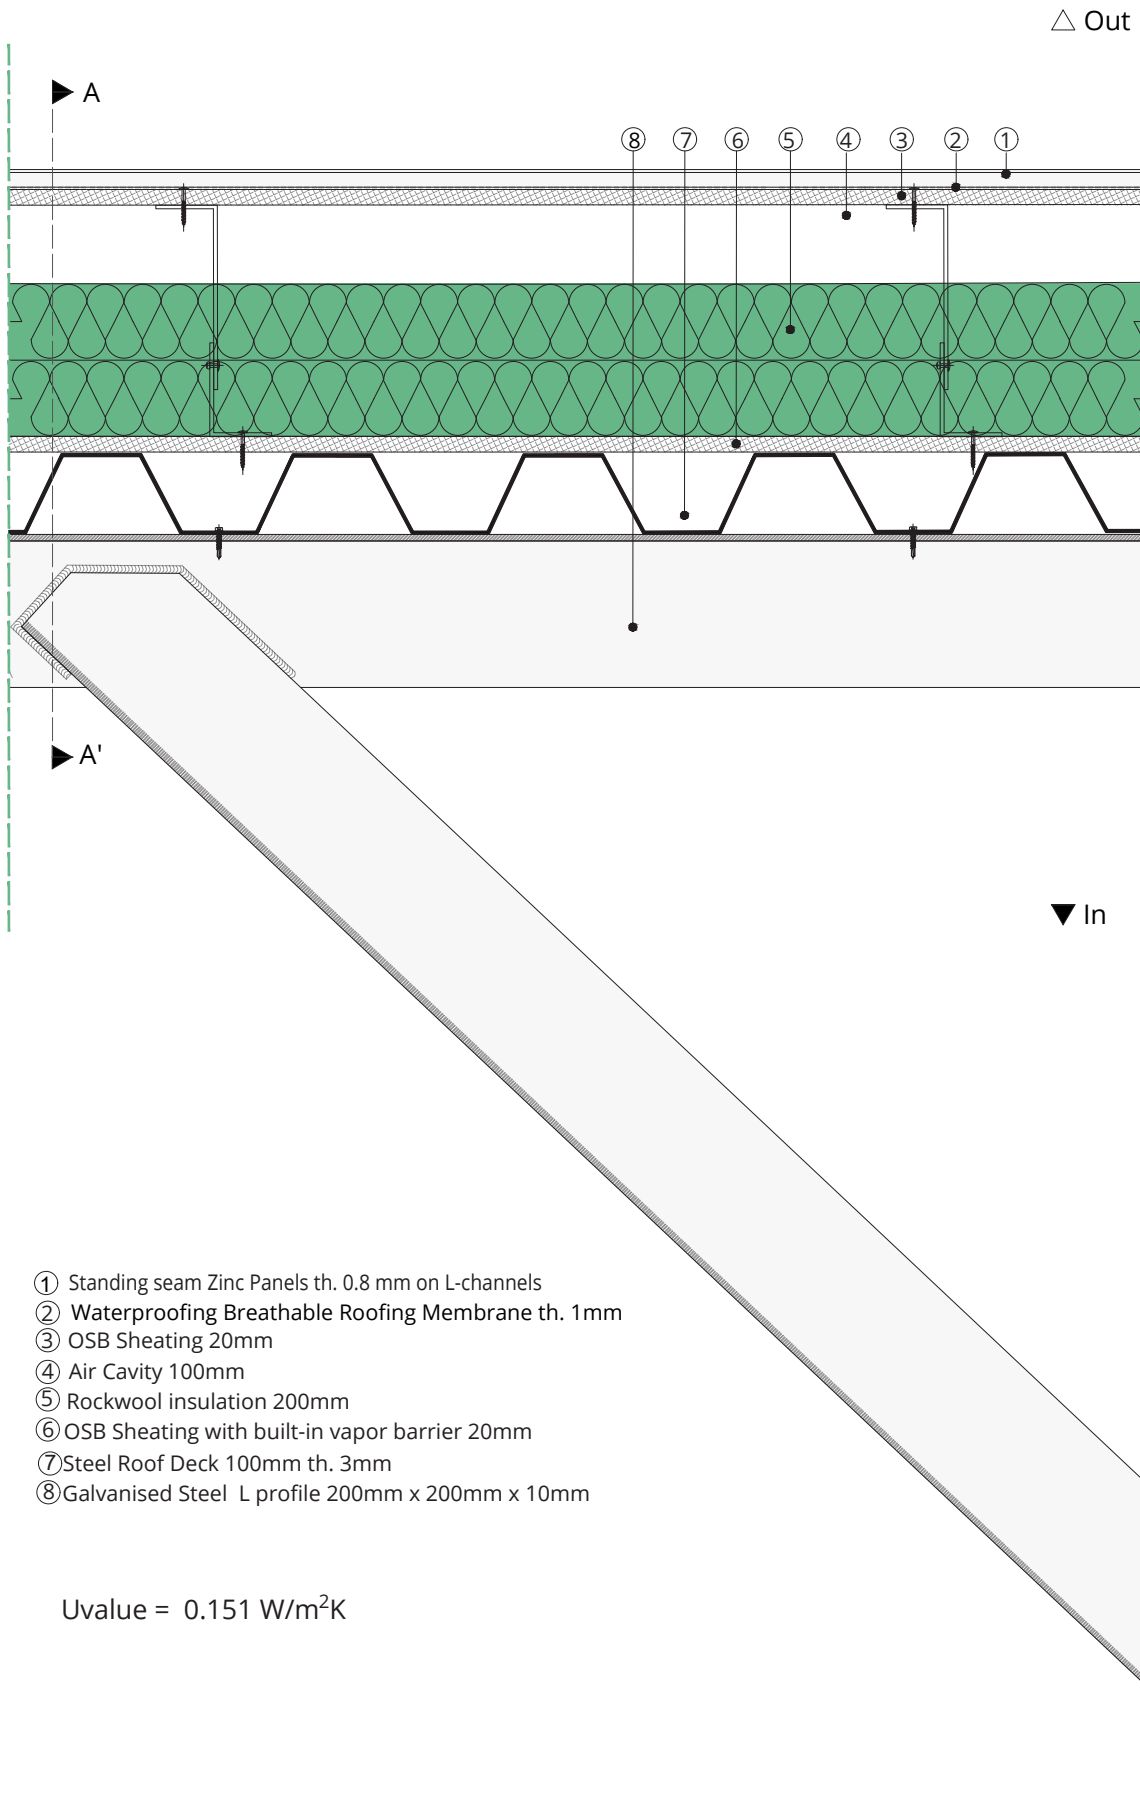 △ Out
A
8 7 6 5 4 3 2 1
A'
▼ In
① Standing seam Zinc Panels th. 0.8 mm on L-channels
② Waterproofing Breathable Roofing Membrane th. 1mm
③ OSB Sheating 20mm
④ Air Cavity 100mm
⑤ Rockwool insulation 200mm
⑥ OSB Sheating with built-in vapor barrier 20mm
⑦ Steel Roof Deck 100mm th. 3mm
⑧ Galvanised Steel L profile 200mm x 200mm x 10mm
Uvalue = 0.151 W/m²K